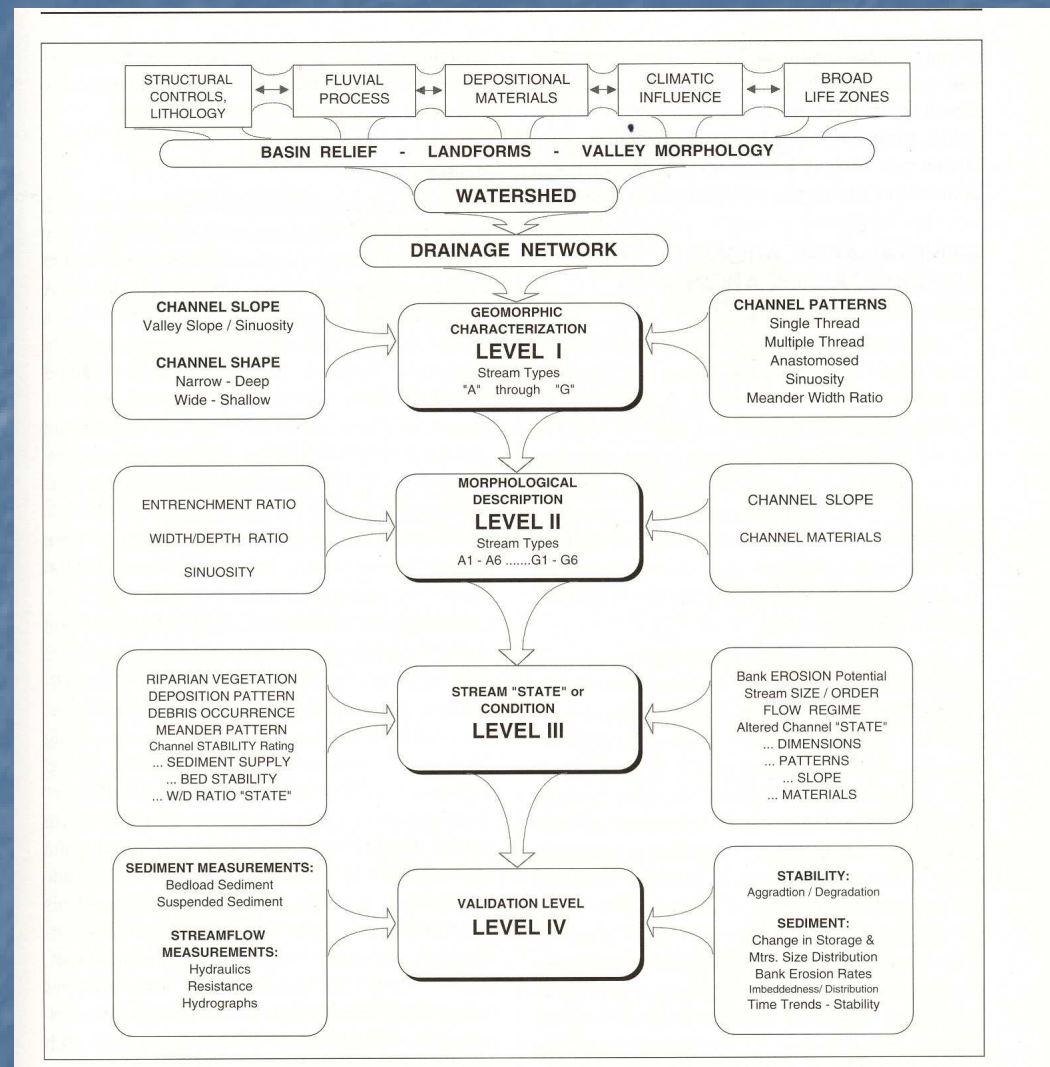 STRUCTURAL
CONTROLS,
LITHOLOGY
FLUVIAL
PROCESS
DEPOSITIONAL
MATERIALS
CLIMATIC
INFLUENCE
BROAD
LIFE ZONES
BASIN RELIEF - LANDFORMS - VALLEY MORPHOLOGY
WATERSHED
DRAINAGE NETWORK
CHANNEL SLOPE
Valley Slope / Sinuosity
CHANNEL SHAPE
Narrow - Deep
Wide - Shallow
GEOMORPHIC
CHARACTERIZATION
LEVEL I
Stream Types
"A" through "G"
CHANNEL PATTERNS
Single Thread
Multiple Thread
Anastomosed
Sinuosity
Meander Width Ratio
ENTRENCHMENT RATIO
WIDTH/DEPTH RATIO
SINUOSITY
MORPHOLOGICAL
DESCRIPTION
LEVEL II
Stream Types
A1 - A6 .......G1 - G6
CHANNEL SLOPE
CHANNEL MATERIALS
RIPARIAN VEGETATION
DEPOSITION PATTERN
DEBRIS OCCURRENCE
MEANDER PATTERN
Channel STABILITY Rating
... SEDIMENT SUPPLY
... BED STABILITY
... W/D RATIO "STATE"
STREAM "STATE" or
CONDITION
LEVEL III
Bank EROSION Potential
Stream SIZE / ORDER
FLOW REGIME
Altered Channel "STATE"
... DIMENSIONS
... PATTERNS
... SLOPE
... MATERIALS
SEDIMENT MEASUREMENTS:
Bedload Sediment
Suspended Sediment
STREAMFLOW
MEASUREMENTS:
Hydraulics
Resistance
Hydrographs
VALIDATION LEVEL
LEVEL IV
STABILITY:
Aggradtion / Degradation
SEDIMENT:
Change in Storage &
Mtrs. Size Distribution
Bank Erosion Rates
Imbeddedness/ Distribution
Time Trends - Stability